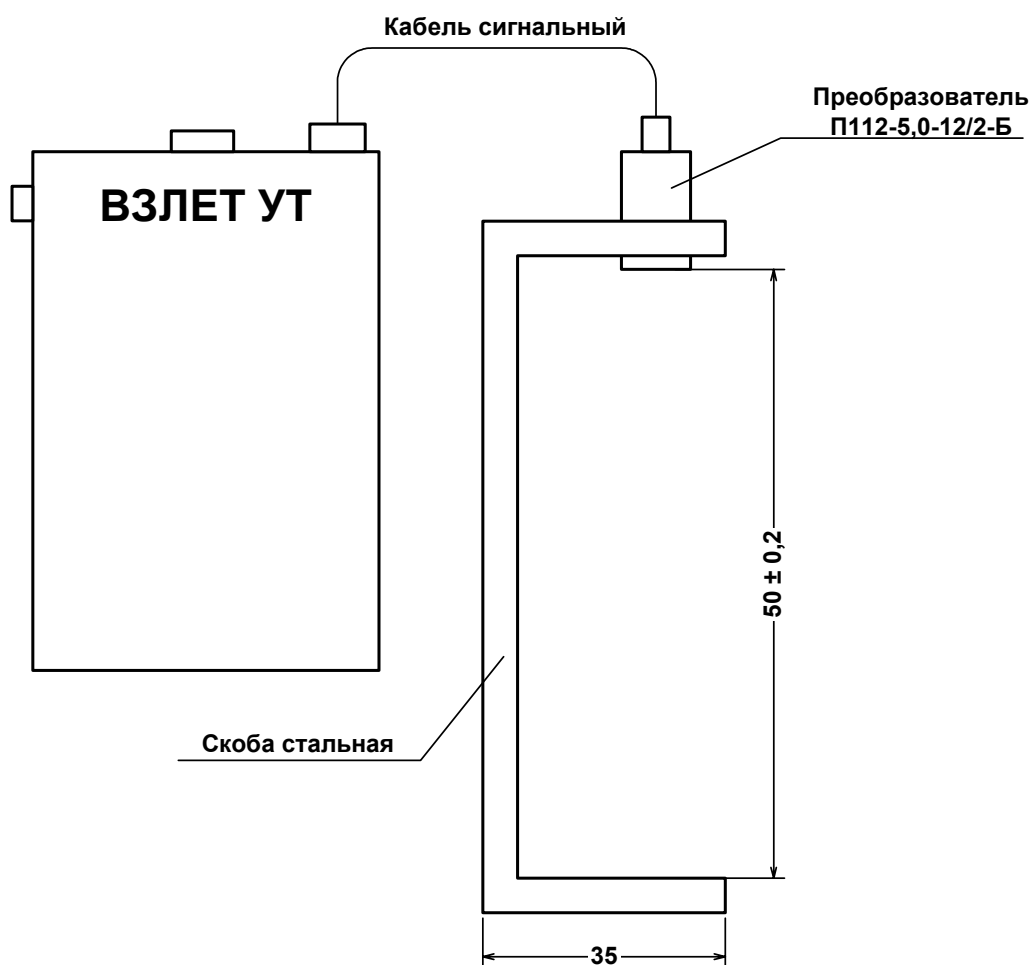 Кабель сигнальный
Преобразователь
П112-5,0-12/2-Б
ВЗЛЕТ УТ
50 ± 0,2
Скоба стальная
35